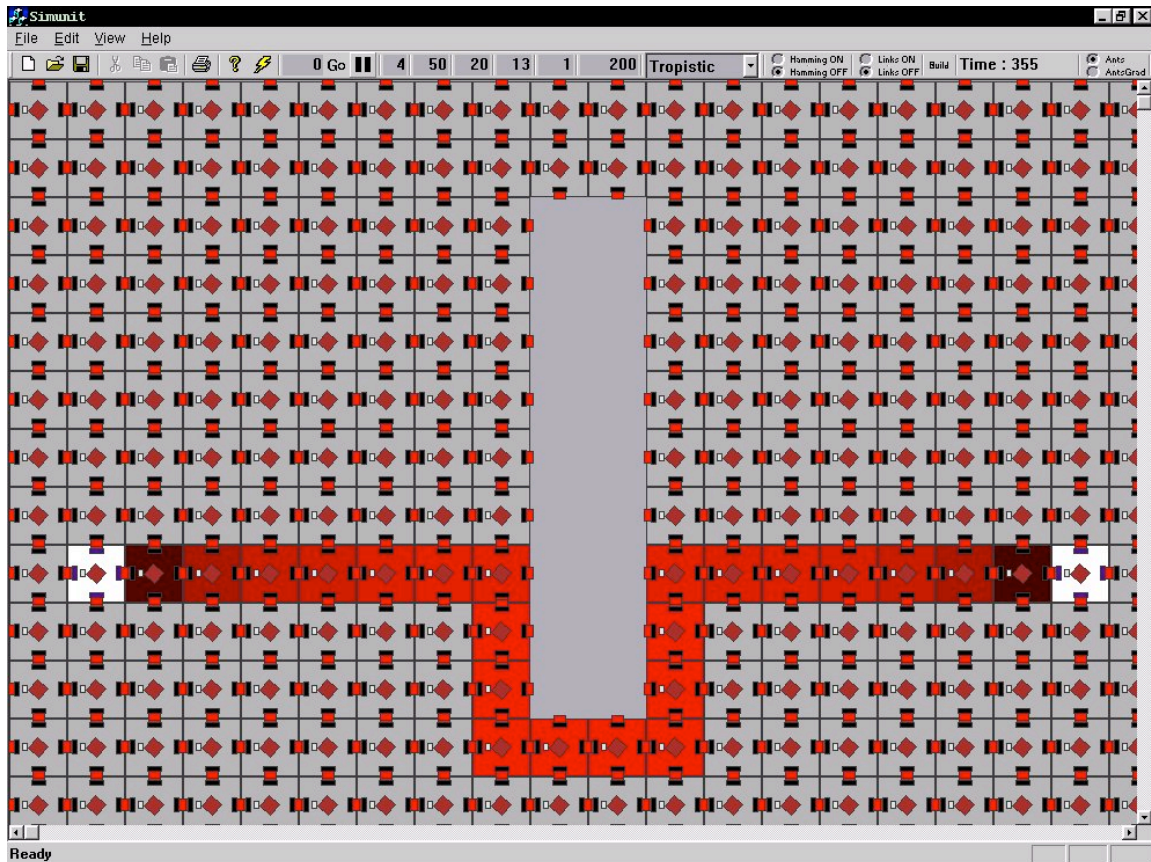 Simunit
File Edit View Help
0 Go 4 50 20 13 1 200 Tropistic Hamming ON Hamming OFF Links ON Links OFF Build Time : 355 Ants AntsGrad
Ready